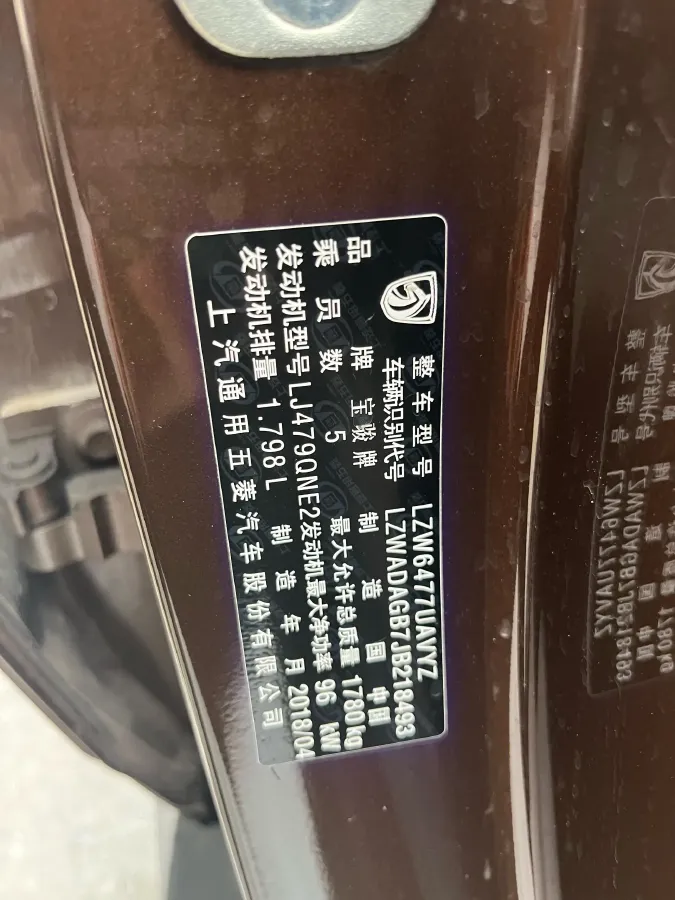 整车型号 LZW6477UAVYZ
车辆识别代号 LZWADAGB7JB218493
品牌 宝骏牌 制造国 中国
乘员数 5 最大允许总质量 1780kg
发动机型号 LJ479QNE2 发动机最大净功率 96 kW
发动机排量 1.798L 制造年月 2018/04
上汽通用五菱汽车股份有限公司